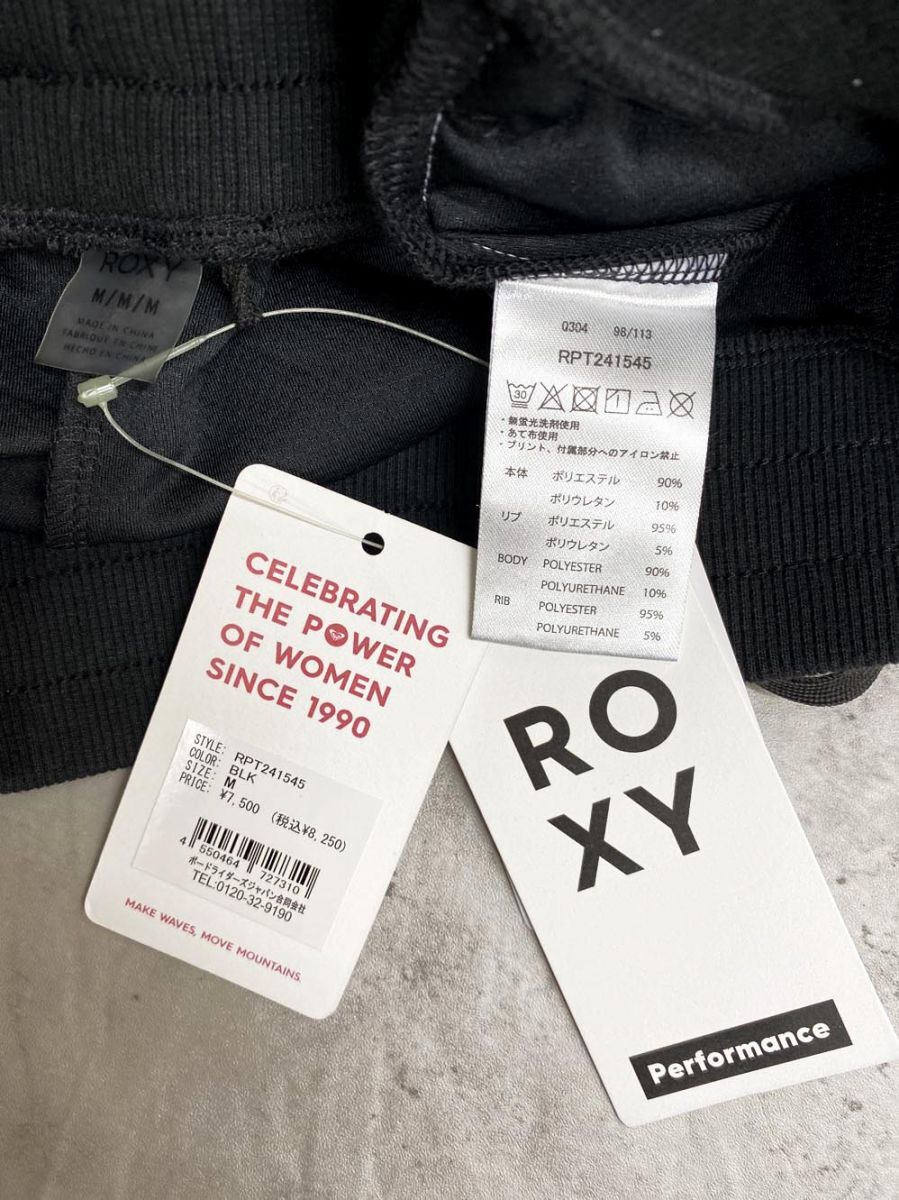 ROXY
M/M/M
MADE IN CHINA
FABRIQUE EN CHINE
HECHO EN CHINA
Q304 98/113
RPT241545
30
・無蛍光洗剤使用
・あて布使用
・プリント、付属部分へのアイロン禁止
本体 ポリエステル 90%
ポリウレタン 10%
リブ ポリエステル 95%
ポリウレタン 5%
BODY POLYESTER 90%
POLYURETHANE 10%
RIB POLYESTER 95%
POLYURETHANE 5%
CELEBRATING
THE POWER
OF WOMEN
SINCE 1990
STYLE: RPT241545
COLOR: BLK
SIZE: M
PRICE: ¥7,500 (税込¥8,250)
4 550464 727310
ボードライダーズジャパン合同会社
TEL:0120-32-9190
MAKE WAVES, MOVE MOUNTAINS.
RO
XY
Performance